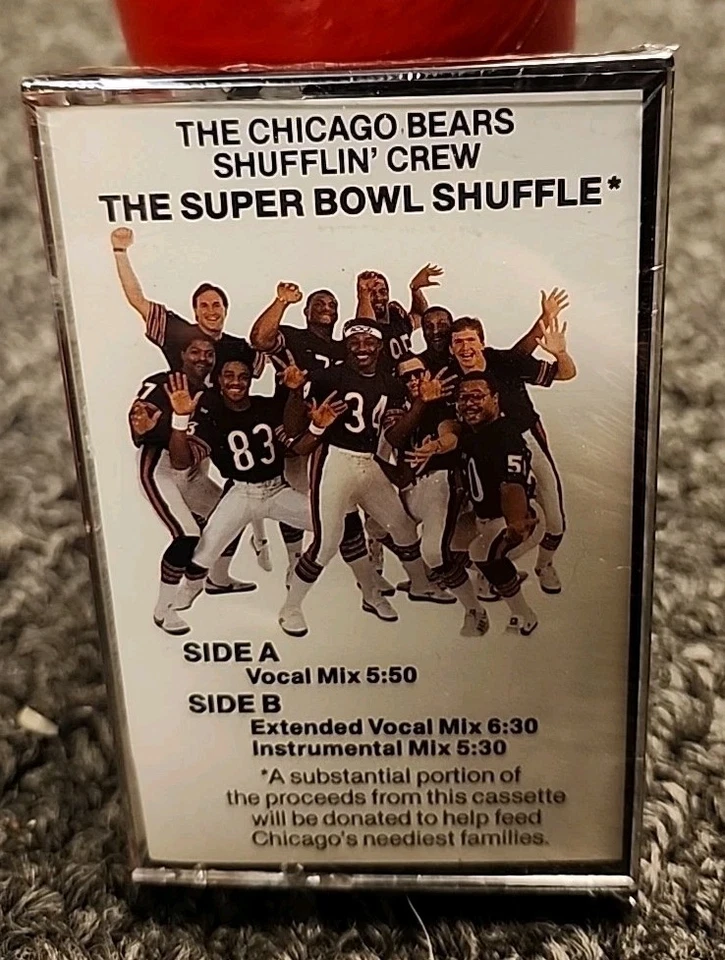 THE CHICAGO BEARS
SHUFFLIN' CREW
THE SUPER BOWL SHUFFLE*
83
34
SIDE A
Vocal Mix 5:50
SIDE B
Extended Vocal Mix 6:30
Instrumental Mix 5:30
*A substantial portion of
the proceeds from this cassette
will be donated to help feed
Chicago's neediest families.